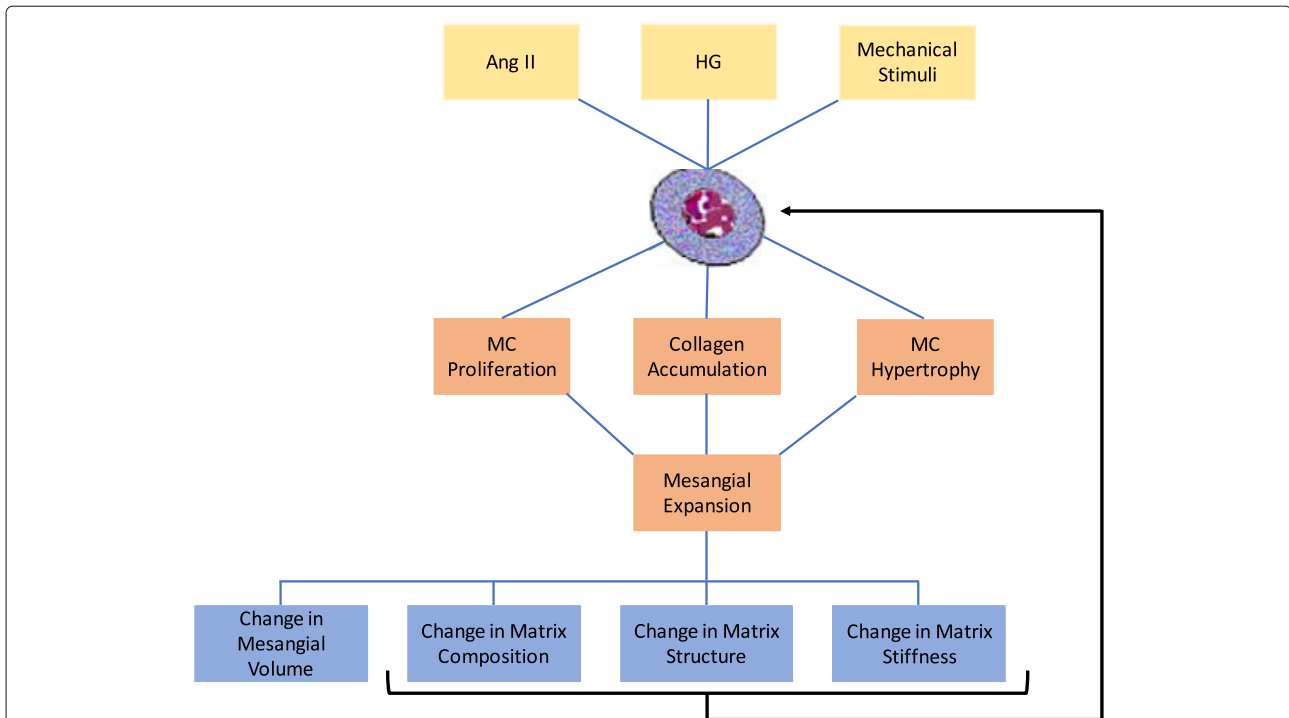 Ang II
HG
Mechanical
Stimuli
MC
Proliferation
Collagen
Accumulation
MC
Hypertrophy
Mesangial
Expansion
Change in
Mesangial
Volume
Change in Matrix
Composition
Change in Matrix
Structure
Change in Matrix
Stiffness